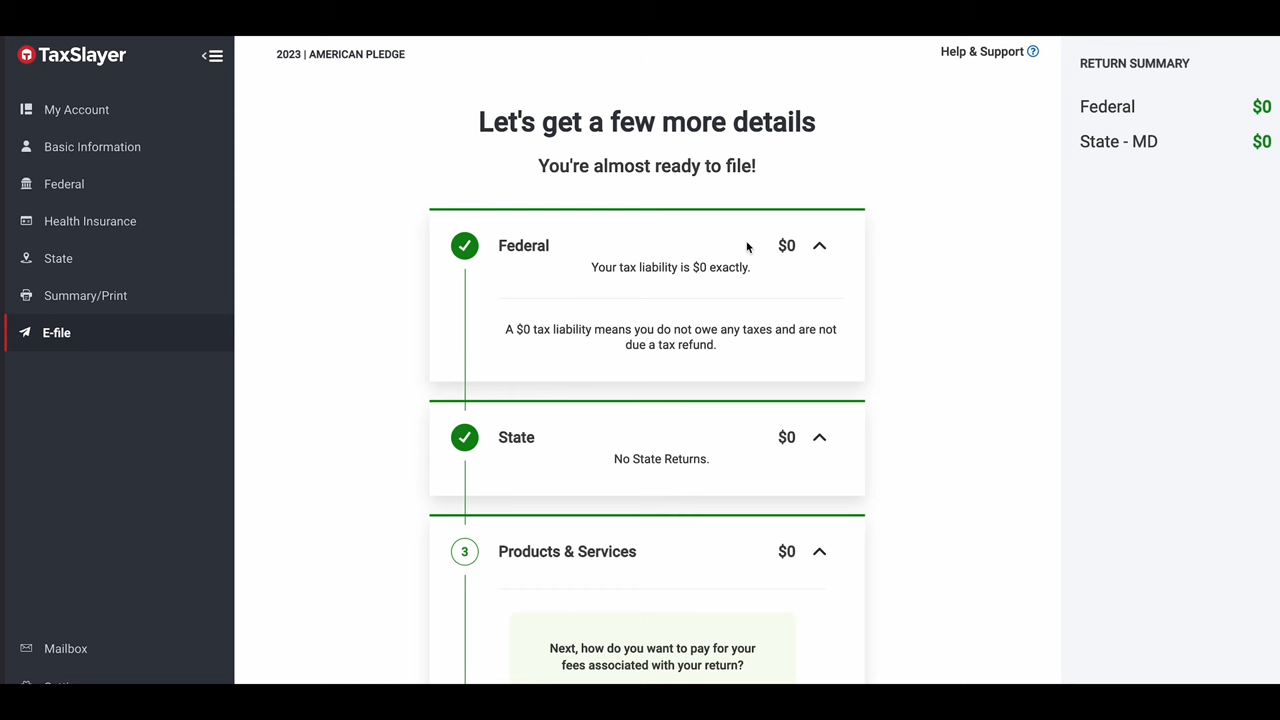 TaxSlayer
My Account
Basic Information
Federal
Health Insurance
State
Summary/Print
E-file
Mailbox
2023 | AMERICAN PLEDGE
Help & Support ?
Let's get a few more details
You're almost ready to file!
Federal $0
Your tax liability is $0 exactly.
A $0 tax liability means you do not owe any taxes and are not
due a tax refund.
State $0
No State Returns.
3 Products & Services $0
Next, how do you want to pay for your
fees associated with your return?
RETURN SUMMARY
Federal $0
State - MD $0